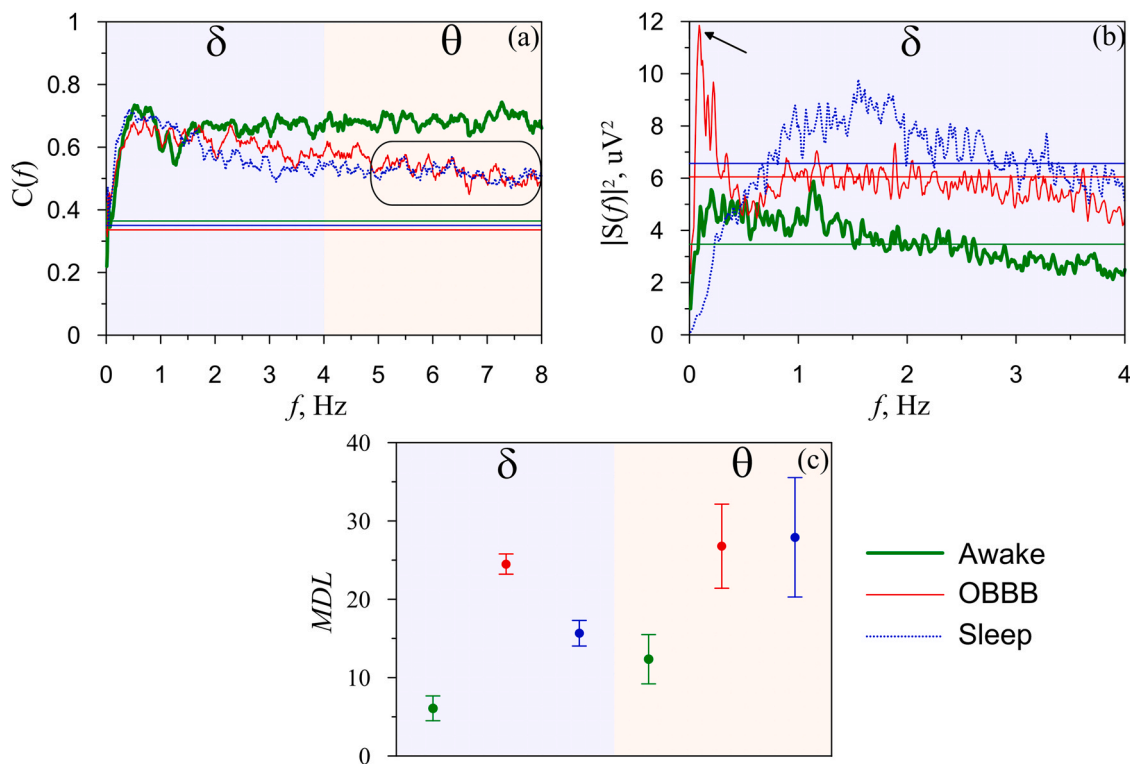 δ
θ
(a)
C(f)
1
0.8
0.6
0.4
0.2
0
0 1 2 3 4 5 6 7 8
f, Hz
δ
(b)
|S(f)|², uV²
12
10
8
6
4
2
0
0 1 2 3 4
f, Hz
δ
θ
(c)
MDL
40
30
20
10
0
Awake
OBBB
Sleep